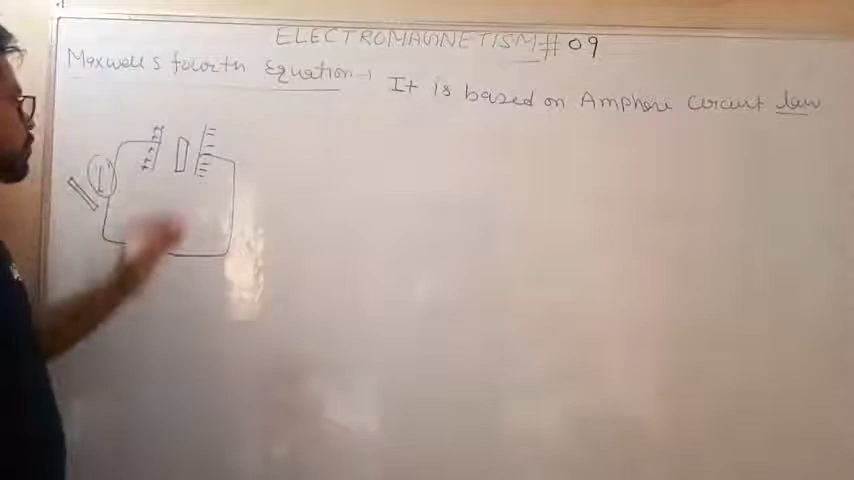 ELECTROMAGNETISM # 09
Maxwell s fourth Equation-> It is based on Amphere circuit law